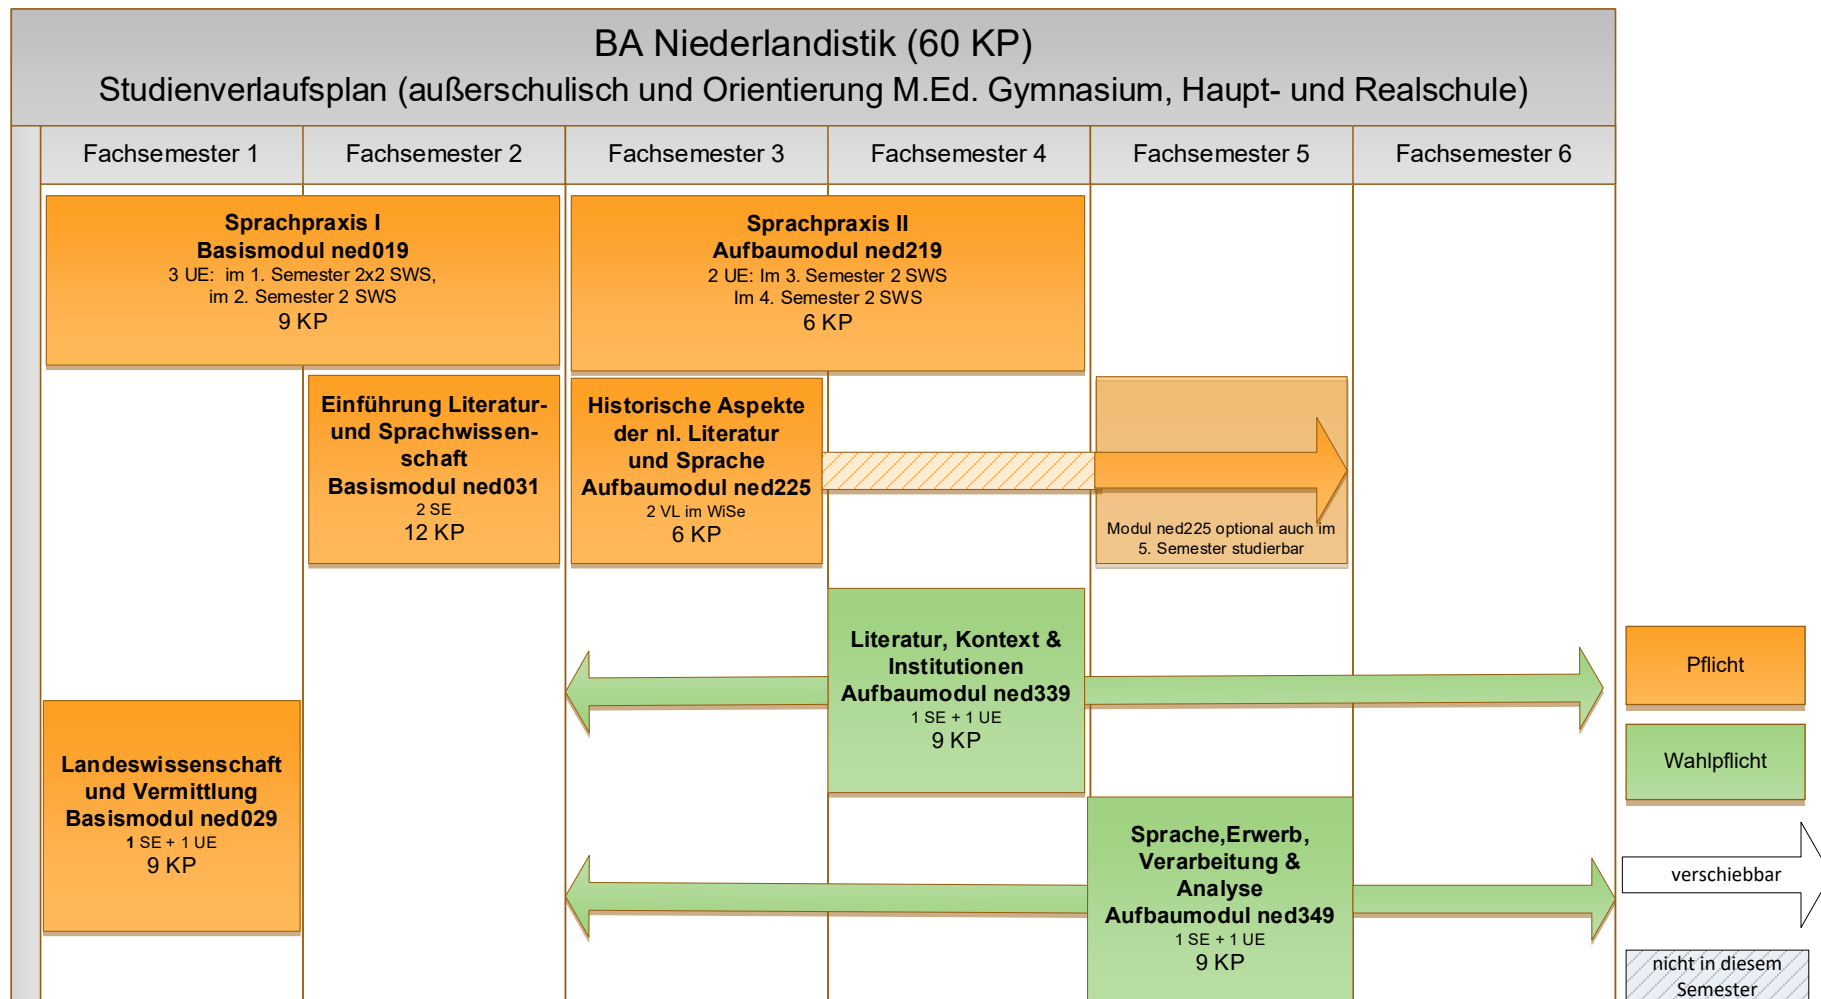 BA Niederlandistik (60 KP)
Studienverlaufsplan (außerschulisch und Orientierung M.Ed. Gymnasium, Haupt- und Realschule)
Fachsemester 1
Fachsemester 2
Fachsemester 3
Fachsemester 4
Fachsemester 5
Fachsemester 6
Sprachpraxis I
Basismodul ned019
3 UE: im 1. Semester 2x2 SWS,
im 2. Semester 2 SWS
9 KP
Sprachpraxis II
Aufbaumodul ned219
2 UE: Im 3. Semester 2 SWS
Im 4. Semester 2 SWS
6 KP
Einführung Literatur-
und Sprachwissen-
schaft
Basismodul ned031
2 SE
12 KP
Historische Aspekte
der nl. Literatur
und Sprache
Aufbaumodul ned225
2 VL im WiSe
6 KP
Modul ned225 optional auch im
5. Semester studierbar
Literatur, Kontext &
Institutionen
Aufbaumodul ned339
1 SE + 1 UE
9 KP
Landeswissenschaft
und Vermittlung
Basismodul ned029
1 SE + 1 UE
9 KP
Sprache,Erwerb,
Verarbeitung &
Analyse
Aufbaumodul ned349
1 SE + 1 UE
9 KP
Pflicht
Wahlpflicht
verschiebbar
nicht in diesem
Semester